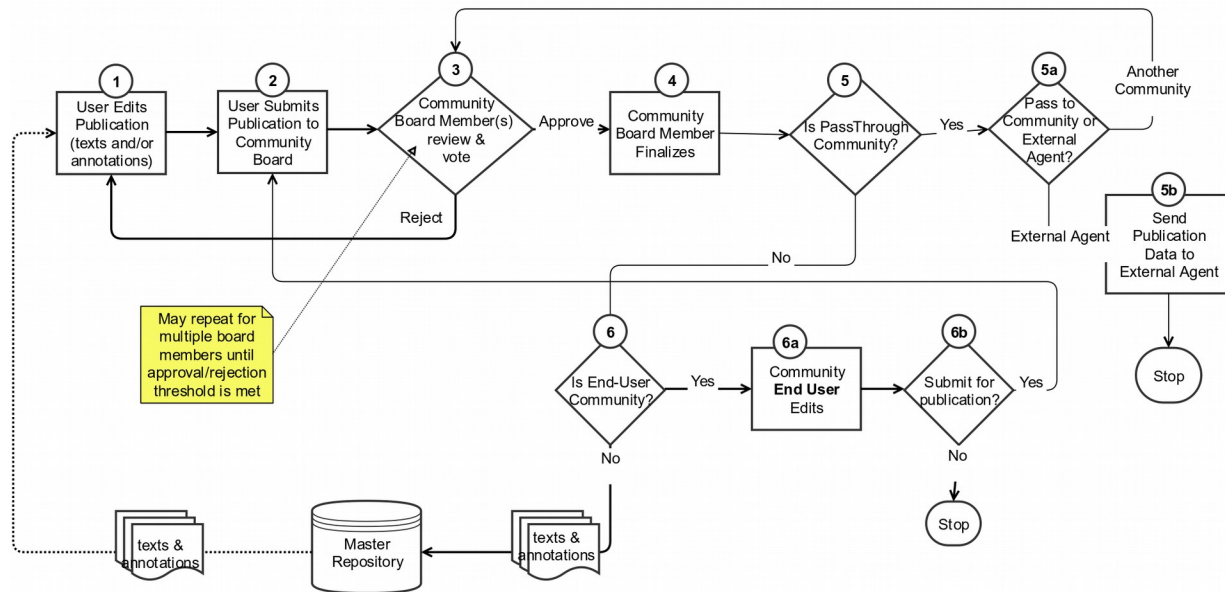 1
User Edits
Publication
(texts and/or
annotations)
2
User Submits
Publication to
Community
Board
3
Community
Board Member(s)
review &
vote
Approve
Reject
4
Community
Board Member
Finalizes
5
Is PassThrough
Community?
Yes
No
5a
Pass to
Community or
External
Agent?
Another
Community
External Agent
5b
Send
Publication
Data to
External Agent
Stop
May repeat for
multiple board
members until
approval/rejection
threshold is met
6
Is End-User
Community?
Yes
No
6a
Community
End User
Edits
6b
Submit for
publication?
Yes
No
Stop
texts &
annotations
Master
Repository
texts &
annotations